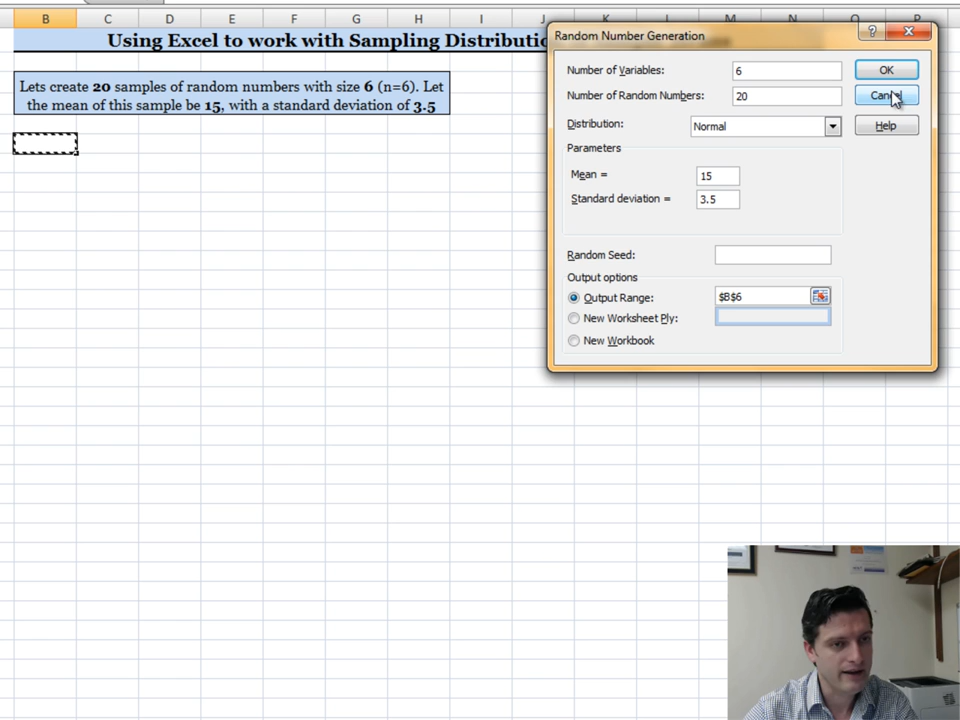 B C D E F G H I J K L M N O P
Using Excel to work with Sampling Distributio
Lets create 20 samples of random numbers with size 6 (n=6). Let
the mean of this sample be 15, with a standard deviation of 3.5
Random Number Generation
Number of Variables: 6 OK
Number of Random Numbers: 20 Cancel
Distribution: Normal Help
Parameters
Mean = 15
Standard deviation = 3.5
Random Seed:
Output options
Output Range: $B$6
New Worksheet Ply:
New Workbook